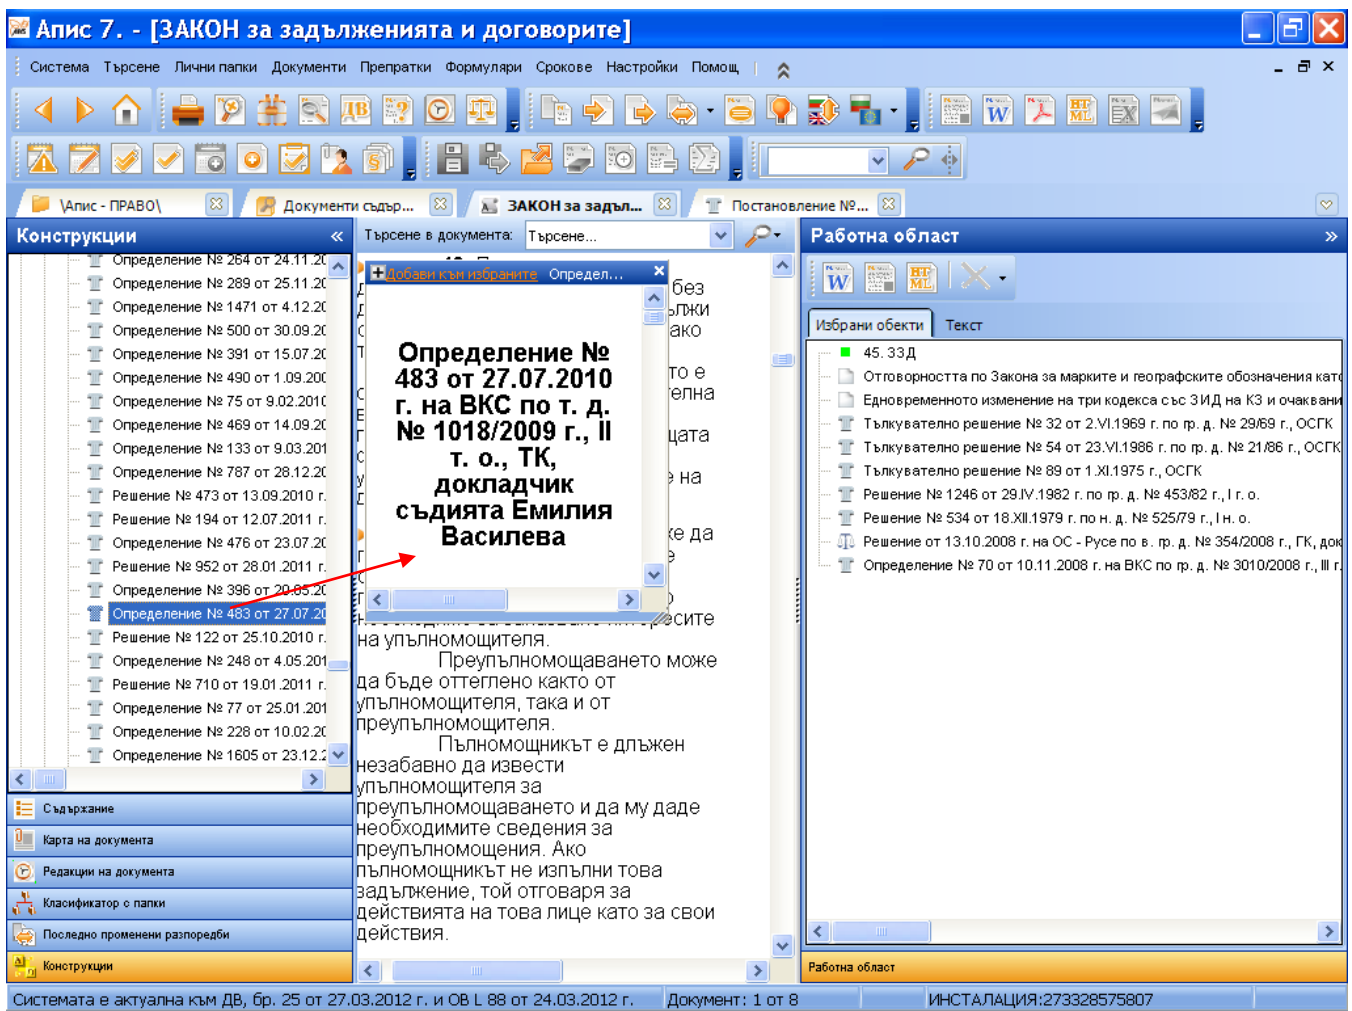 Апис 7. - [ЗАКОН за задълженията и договорите]
Система Търсене Лични папки Документи Препратки Формуляри Срокове Настройки Помощ
\Апис - ПРАВО\ Документи съдър... ЗАКОН за задъл... Постановление №...
Конструкции
Определение № 264 от 24.11.20
Определение № 289 от 25.11.20
Решение № 1471 от 4.12.20
Определение № 500 от 30.09.20
Определение № 391 от 15.07.20
Определение № 490 от 1.09.200
Определение № 75 от 9.02.2010
Определение № 469 от 14.09.20
Определение № 133 от 9.03.201
Определение № 787 от 28.12.20
Решение № 473 от 13.09.2010 г.
Решение № 194 от 12.07.2011 г.
Определение № 476 от 23.07.20
Решение № 952 от 28.01.2011 г.
Определение № 396 от 20.05.20
Определение № 483 от 27.07.20
Решение № 122 от 25.10.2010 г.
Определение № 248 от 4.05.201
Решение № 710 от 19.01.2011 г.
Определение № 77 от 25.01.201
Определение № 228 от 10.02.20
Определение № 1605 от 23.12.2
Съдържание
Карта на документа
Редакции на документа
Класификатор с папки
Последно променени разпоредби
Конструкции
Търсене в документа: Търсене...
Добави към избраните Определ...
Определение №
483 от 27.07.2010
г. на ВКС по т. д.
№ 1018/2009 г., II
т. о., ТК,
докладчик
съдията Емилия
Василева
без
ако
то е
на
да
на упълномощителя.
Преупълномощаването може
да бъде оттеглено както от
упълномощителя, така и от
преупълномощителя.
Пълномощникът е длъжен
незабавно да извести
упълномощителя за
преупълномощаването и да му даде
необходимите сведения за
преупълномощения. Ако
пълномощникът не изпълни това
задължение, той отговаря за
действията на това лице като за свои
действия.
Работна област
Избрани обекти Текст
45. ЗЗД
Отговорността по Закона за марките и географските обозначения като
Едновременното изменение на три кодекса със ЗИД на КЗ и очаквани
Тълкувателно решение № 32 от 2.VI.1969 г. по гр. д. № 29/69 г., ОСГК
Тълкувателно решение № 54 от 23.VI.1986 г. по гр. д. № 21/86 г., ОСГК
Тълкувателно решение № 89 от 1.XI.1975 г., ОСГК
Решение № 1246 от 29.IV.1982 г. по гр. д. № 453/82 г., I г. о.
Решение № 534 от 18.XII.1979 г. по н. д. № 525/79 г., I н. о.
Решение от 13.10.2008 г. на ОС - Русе по в. гр. д. № 354/2008 г., ГК, док
Определение № 70 от 10.11.2008 г. на ВКС по гр. д. № 3010/2008 г., III г.
Работна област
Системата е актуална към ДВ, бр. 25 от 27.03.2012 г. и OB L 88 от 24.03.2012 г. Документ: 1 от 8 ИНСТАЛАЦИЯ:273328575807